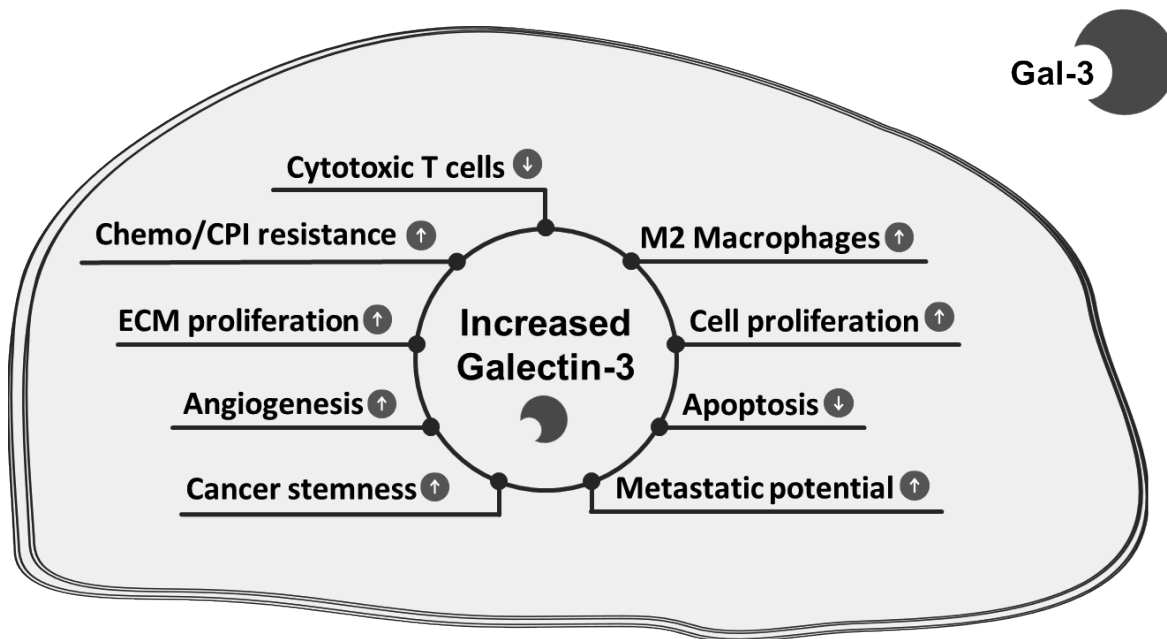 Gal-3
Cytotoxic T cells ↓
Chemo/CPI resistance ↑
M2 Macrophages ↑
ECM proliferation ↑
Increased
Galectin-3
Cell proliferation ↑
Angiogenesis ↑
Apoptosis ↓
Cancer stemness ↑
Metastatic potential ↑